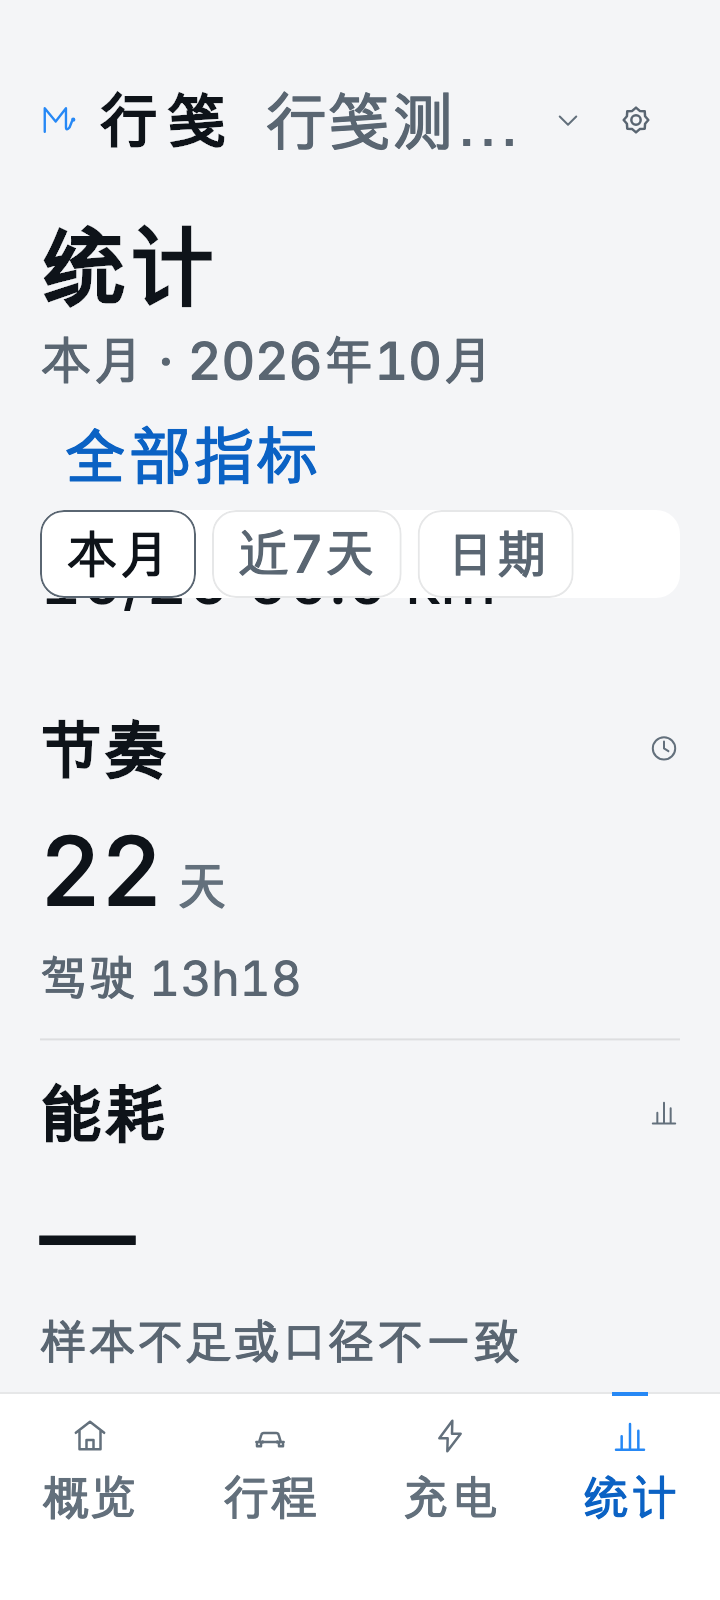 行笺 行笺测...
统计
本月 · 2026年10月
全部指标
本月 近7天 日期
节奏
22 天
驾驶 13h18
能耗
—
样本不足或口径不一致
概览 行程 充电 统计